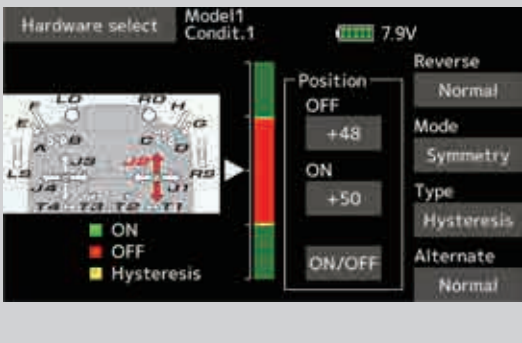 Hardware select
Model1
Condit.1
7.9V
Reverse
Normal
Position
OFF
+48
Mode
Symmetry
ON
+50
Type
Hysteresis
ON/OFF
Alternate
Normal
F LD RD H
E G
A B C D
J3 J2
LS J4 J1 RS
T4 T3 T2 T1
ON
OFF
Hysteresis